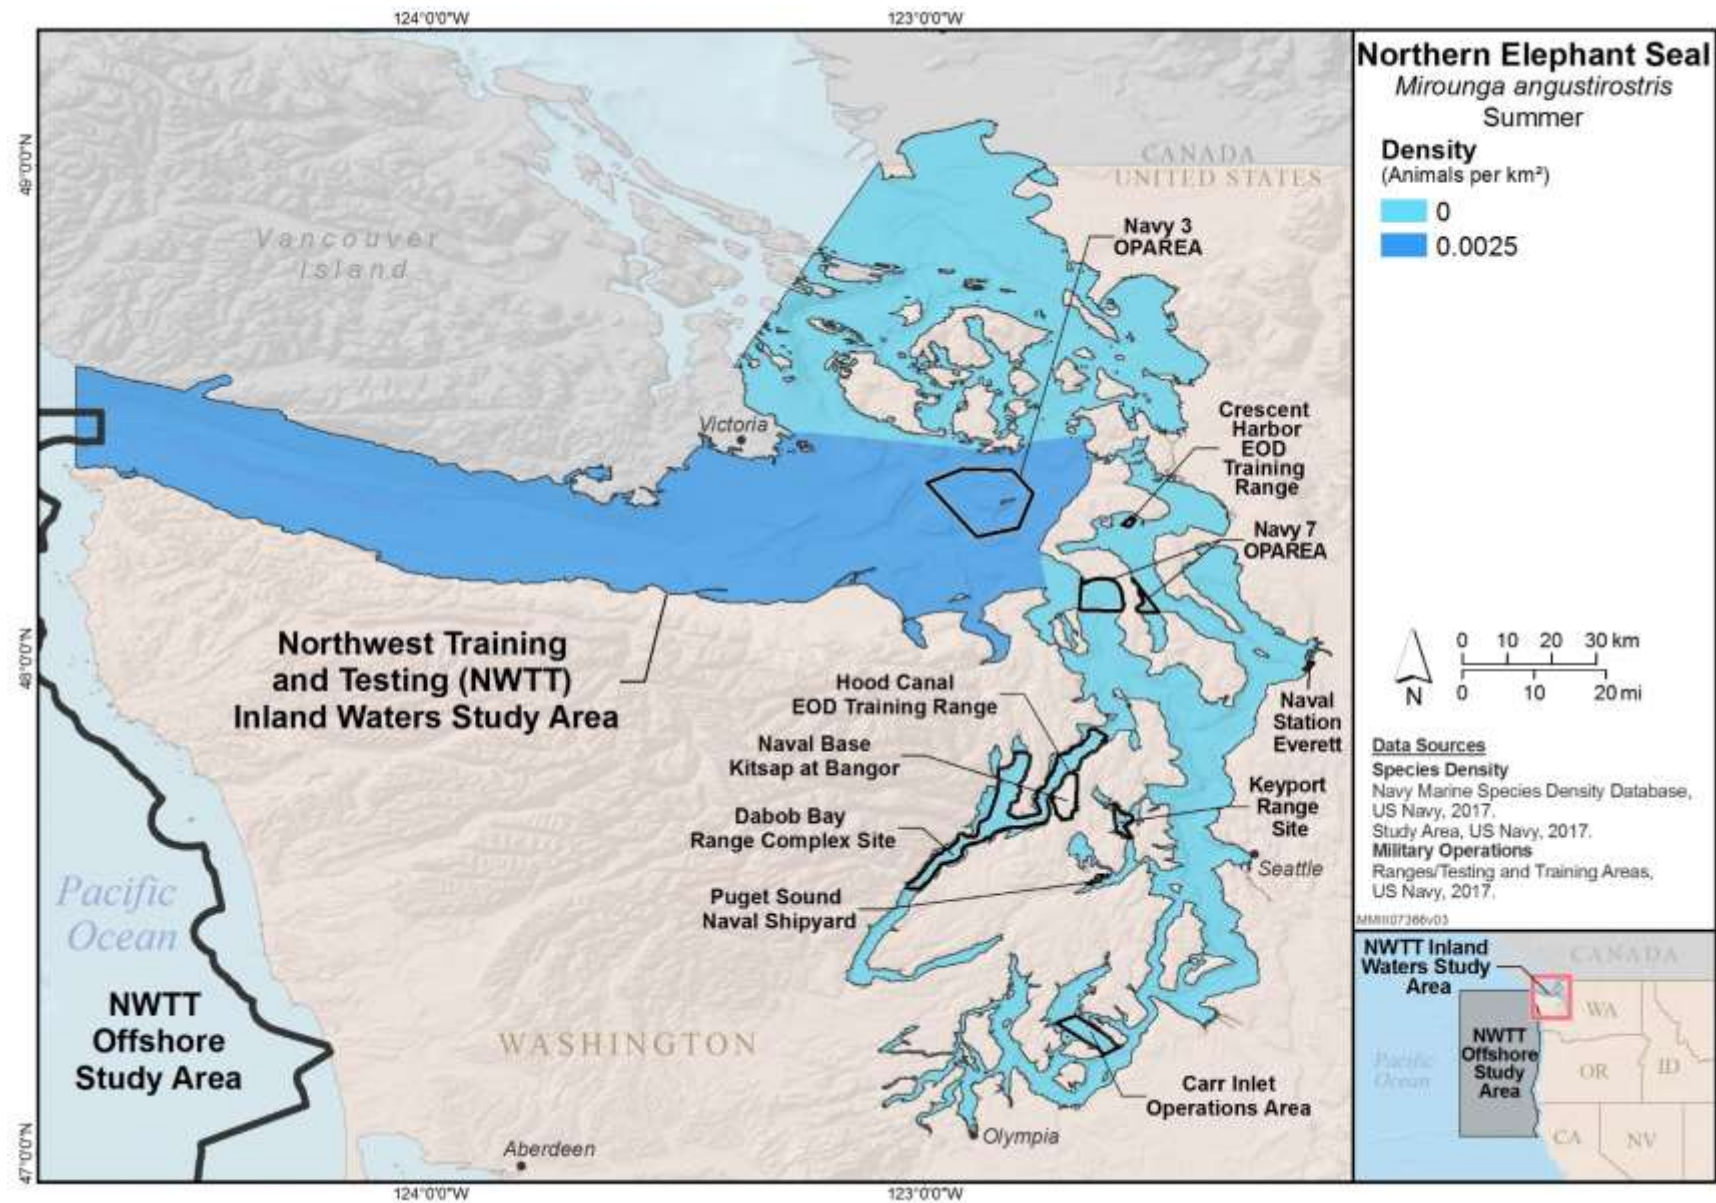 124°0'0"W
123°0'0"W
49°0'0"N
48°0'0"N
47°0'0"N
124°0'0"W
123°0'0"W
CANADA
UNITED STATES
Vancouver
Island
Navy 3
OPAREA
Victoria
Crescent
Harbor
EOD
Training
Range
Navy 7
OPAREA
Northwest Training
and Testing (NWTT)
Inland Waters Study Area
Hood Canal
EOD Training Range
Naval
Station
Everett
Naval Base
Kitsap at Bangor
Keyport
Range
Site
Dabob Bay
Range Complex Site
Seattle
Puget Sound
Naval Shipyard
Pacific
Ocean
NWTT
Offshore
Study Area
WASHINGTON
Carr Inlet
Operations Area
Olympia
Aberdeen
Northern Elephant Seal
Mirounga angustirostris
Summer
Density
(Animals per km²)
0
0.0025
0 10 20 30 km
0 10 20 mi
N
Data Sources
Species Density
Navy Marine Species Density Database,
US Navy, 2017.
Study Area, US Navy, 2017.
Military Operations
Ranges/Testing and Training Areas,
US Navy, 2017.
NWTT Inland
Waters Study
Area
CANADA
WA
NWTT
Offshore
Study
Area
Pacific
Ocean
OR
ID
CA
NV